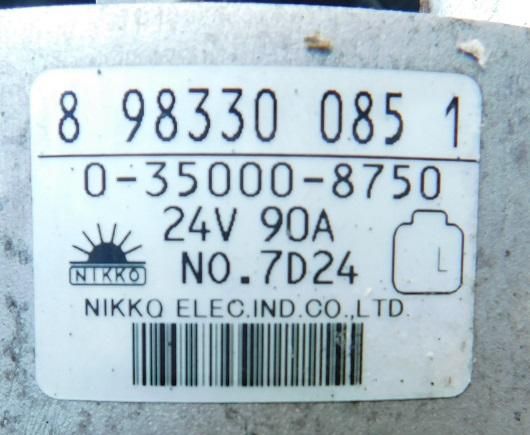 8 98330 085 1
0-35000-8750
24V 90A
NIKKO
NO.7D24
L
NIKKO ELEC.IND.CO.,LTD.